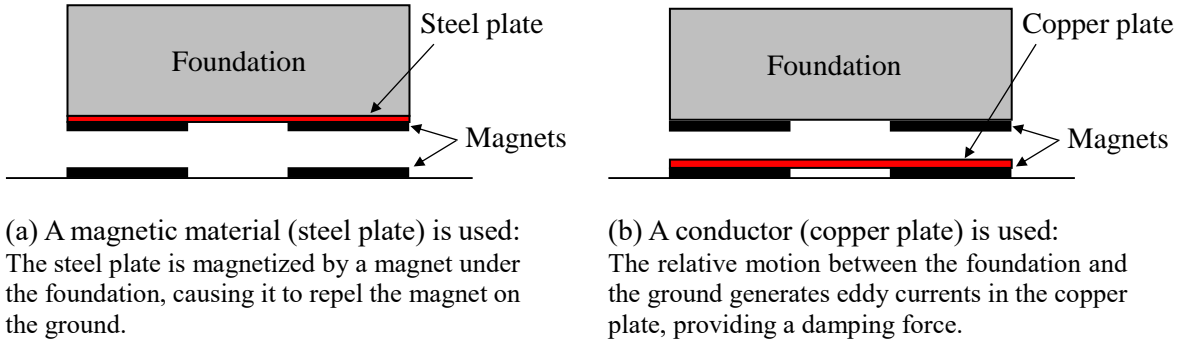 Steel plate
Foundation
Magnets
(a) A magnetic material (steel plate) is used:
The steel plate is magnetized by a magnet under
the foundation, causing it to repel the magnet on
the ground.
Copper plate
Foundation
Magnets
(b) A conductor (copper plate) is used:
The relative motion between the foundation and
the ground generates eddy currents in the copper
plate, providing a damping force.